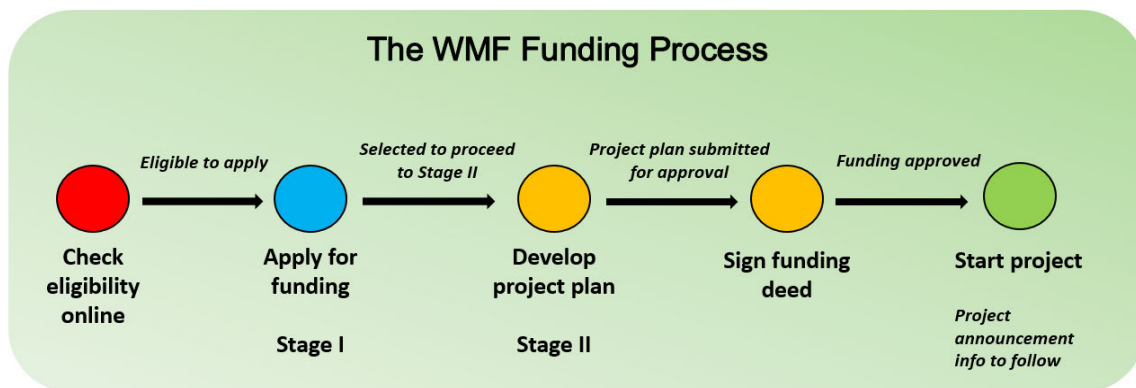 The WMF Funding Process
Eligible to apply
Selected to proceed
to Stage II
Project plan submitted
for approval
Funding approved
Check
eligibility
online
Apply for
funding
Stage I
Develop
project plan
Stage II
Sign funding
deed
Start project
Project
announcement
info to follow